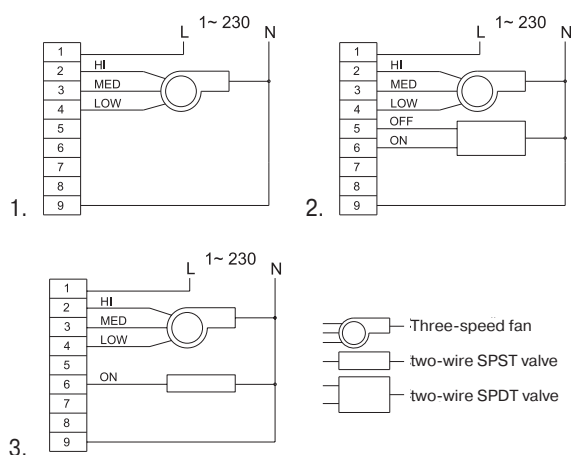 L 1~ 230 N
1
2 HI
3 MED
4 LOW
5
6
7
8
9
1.
L 1~ 230 N
1
2 HI
3 MED
4 LOW
5 OFF
6 ON
7
8
9
2.
L 1~ 230 N
1
2 HI
3 MED
4 LOW
5
6 ON
7
8
9
3.
Three-speed fan
two-wire SPST valve
two-wire SPDT valve